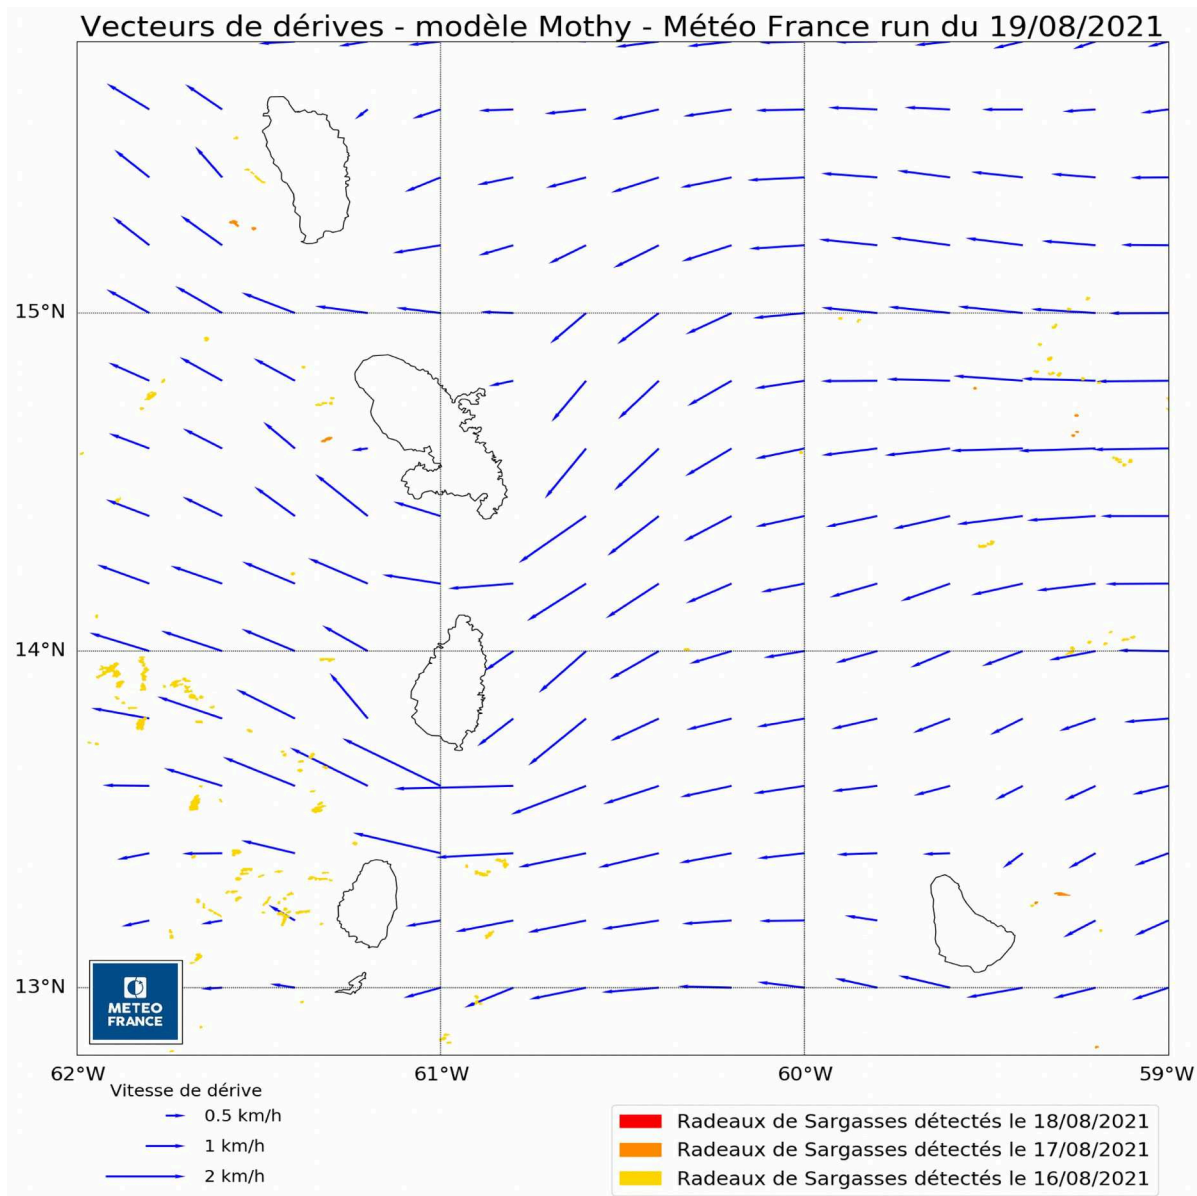 Vecteurs de dérives - modèle Mothy - Météo France run du 19/08/2021
15°N
14°N
13°N
METEO
FRANCE
62°W
61°W
60°W
59°W
Vitesse de dérive
0.5 km/h
1 km/h
2 km/h
Radeaux de Sargasses détectés le 18/08/2021
Radeaux de Sargasses détectés le 17/08/2021
Radeaux de Sargasses détectés le 16/08/2021